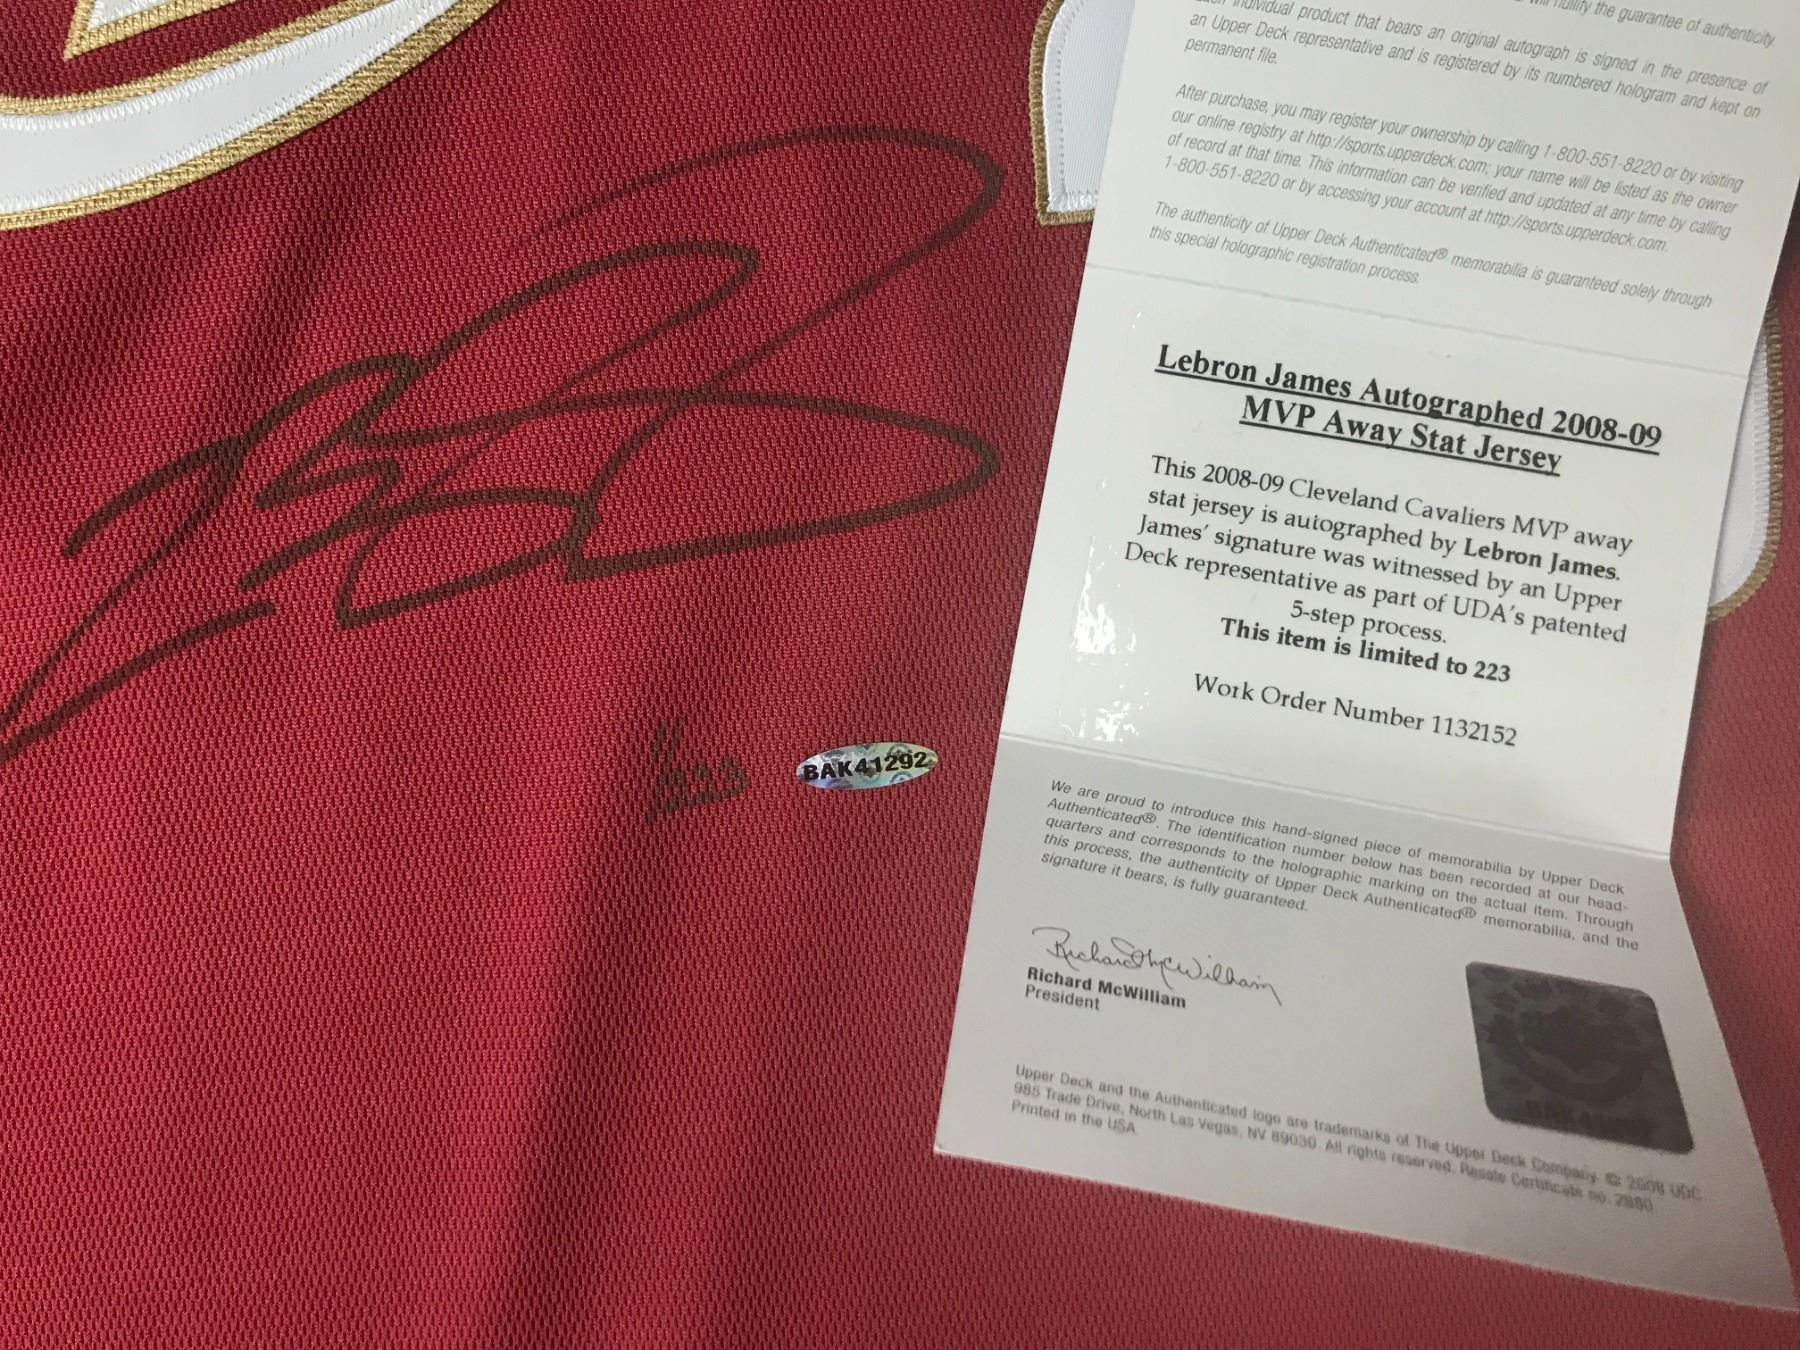 will nullify the guarantee of authenticity.
individual product that bears an original autograph is signed in the presence of
an Upper Deck representative and is registered by its numbered hologram and kept on
permanent file.
After purchase, you may register your ownership by calling 1-800-551-8220 or by visiting
our online registry at http://sports.upperdeck.com; your name will be listed as the owner
of record at that time. This information can be verified and updated at any time by calling
1-800-551-8220 or by accessing your account at http://sports.upperdeck.com.
The authenticity of Upper Deck Authenticated® memorabilia is guaranteed solely through
this special holographic registration process.
Lebron James Autographed 2008-09
MVP Away Stat Jersey
This 2008-09 Cleveland Cavaliers MVP away
stat jersey is autographed by Lebron James.
James' signature was witnessed by an Upper
Deck representative as part of UDA's patented
5-step process.
This item is limited to 223
Work Order Number 1132152
We are proud to introduce this hand-signed piece of memorabilia by Upper Deck
Authenticated®. The identification number below has been recorded at our head-
quarters and corresponds to the holographic marking on the actual item. Through
this process, the authenticity of Upper Deck Authenticated® memorabilia, and the
signature it bears, is fully guaranteed.
Richard McWilliam
Richard McWilliam
President
BAK41292
Upper Deck and the Authenticated logo are trademarks of The Upper Deck Company. © 2008 UDC.
985 Trade Drive, North Las Vegas, NV 89030. All rights reserved. Resale Certificate no. 2880
Printed in the USA.
/223
BAK41292